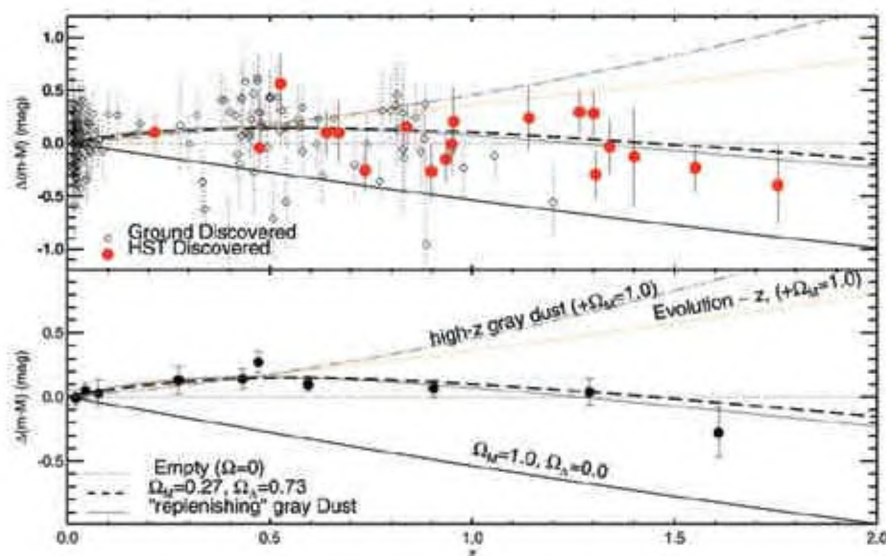 Δ(m-M) (mag)
1.0
0.5
0.0
-0.5
-1.0
Ground Discovered
HST Discovered
Δ(m-M) (mag)
0.5
0.0
-0.5
high-z gray dust (+Ω_M=1.0)
Evolution ~ z, (+Ω_M=1.0)
Ω_M=1.0, Ω_Λ=0.0
Empty (Ω=0)
Ω_M=0.27, Ω_Λ=0.73
"replenishing" gray Dust
0.0 0.5 1.0 1.5 2.0
z